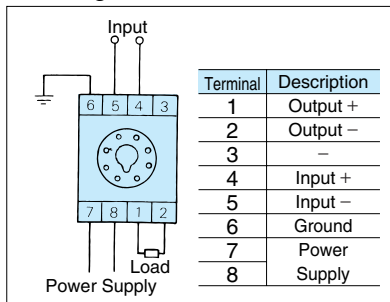 Input
6 5 4 3
7 8 1 2
Load
Power Supply
Terminal Description
1 Output +
2 Output −
3 −
4 Input +
5 Input −
6 Ground
7 Power
8 Supply